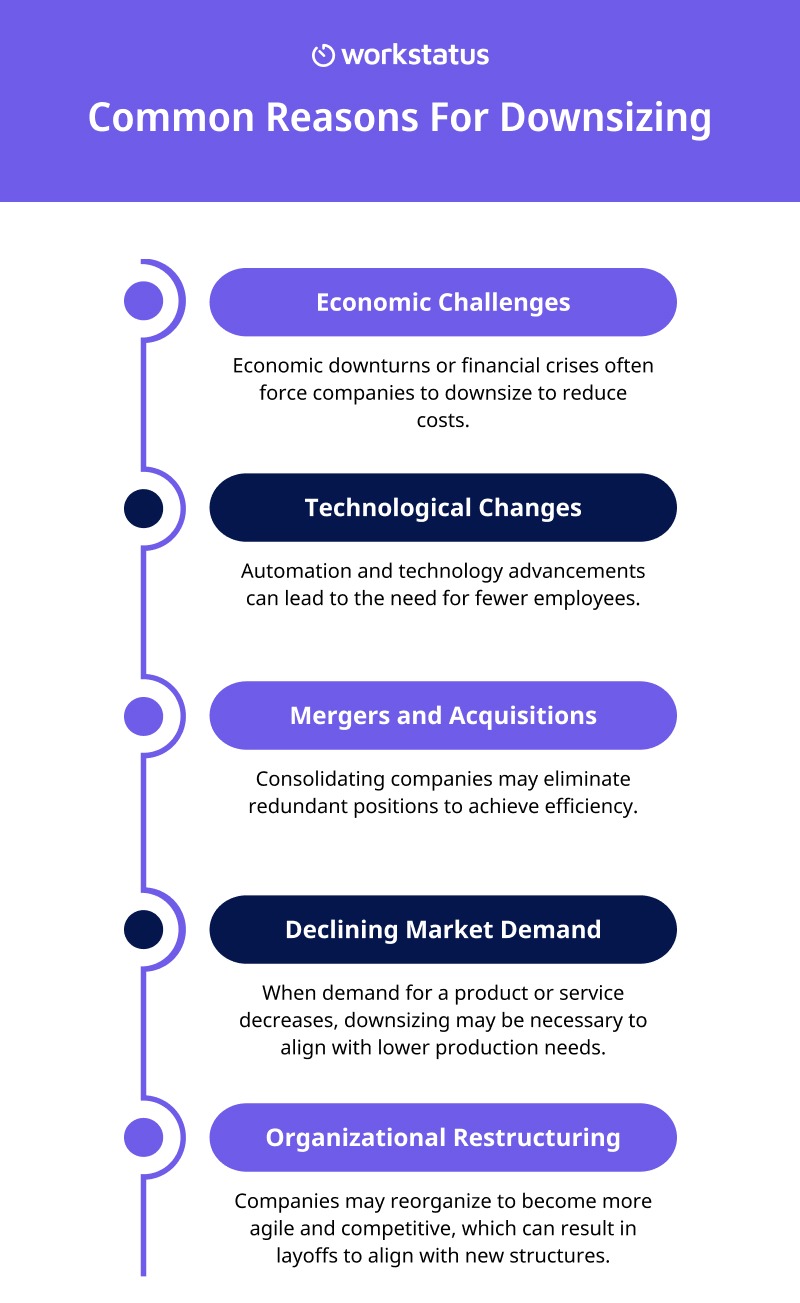 workstatus
Common Reasons For Downsizing
Economic Challenges
Economic downturns or financial crises often
force companies to downsize to reduce
costs.
Technological Changes
Automation and technology advancements
can lead to the need for fewer employees.
Mergers and Acquisitions
Consolidating companies may eliminate
redundant positions to achieve efficiency.
Declining Market Demand
When demand for a product or service
decreases, downsizing may be necessary to
align with lower production needs.
Organizational Restructuring
Companies may reorganize to become more
agile and competitive, which can result in
layoffs to align with new structures.